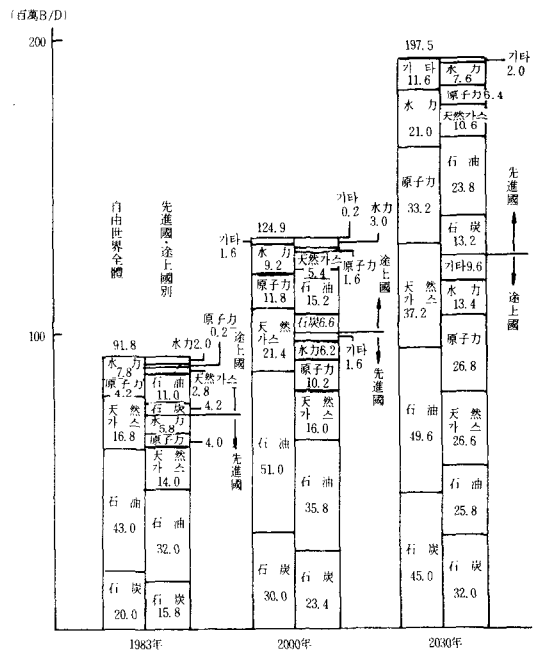 (百萬B/D)
200
100
自由世界全體
先進國・途上國別
91.8
水力
7.8
原子力
4.2
天然
가스
16.8
石油
43.0
石炭
20.0
水力2.0
原子力
0.2
天然가스
2.8
石油
11.0
石炭
4.2
水力
5.8
原子力
4.0
天然
가스
14.0
石油
32.0
石炭
15.8
途上國
先進國
1983年
124.9
기타
1.6
水力
9.2
原子力
11.8
天然
가스
21.4
石油
51.0
石炭
30.0
기타
0.2
水力
3.0
原子力
1.6
天然가스
5.4
石油
15.2
石炭6.6
기타
1.6
水力6.2
原子力
10.2
天然
가스
16.0
石油
35.8
石炭
23.4
途上國
先進國
2000年
197.5
기타
11.6
水力
21.0
原子力
33.2
天然
가스
37.2
石油
49.6
石炭
45.0
기타
2.0
水力
7.6
原子力6.4
天然가스
10.6
石油
23.8
石炭
13.2
기타9.6
水力
13.4
原子力
26.8
天然
가스
26.6
石油
25.8
石炭
32.0
先進國
途上國
2030年